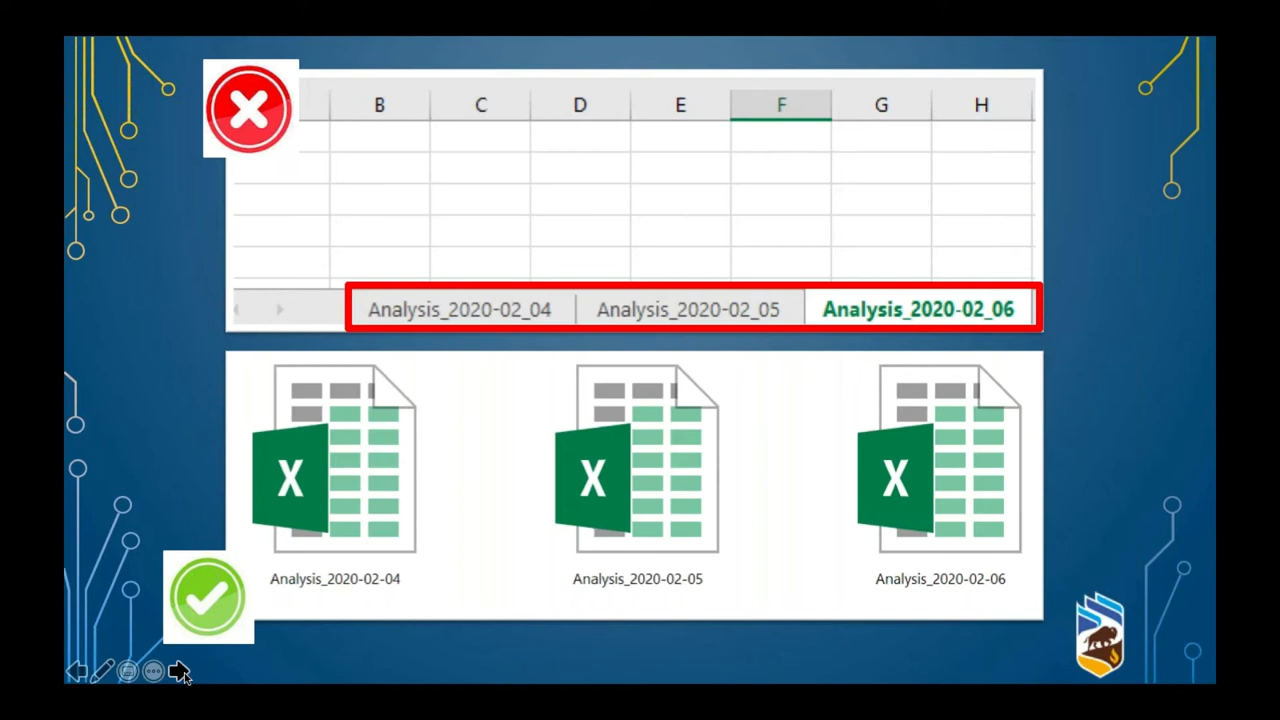 B C D E F G H
Analysis_2020-02_04 Analysis_2020-02_05 Analysis_2020-02_06
X X X
Analysis_2020-02-04 Analysis_2020-02-05 Analysis_2020-02-06